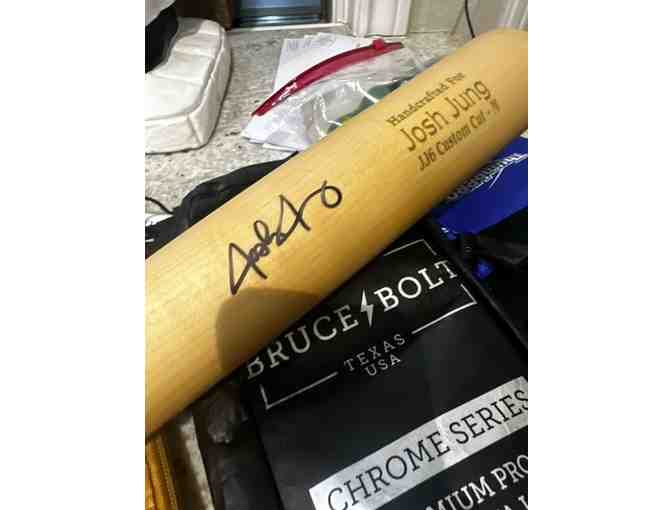 Handcrafted For
Josh Jung
JJ6 Custom Cut - M
BRUCE BOLT
TEXAS
USA
CHROME SERIES